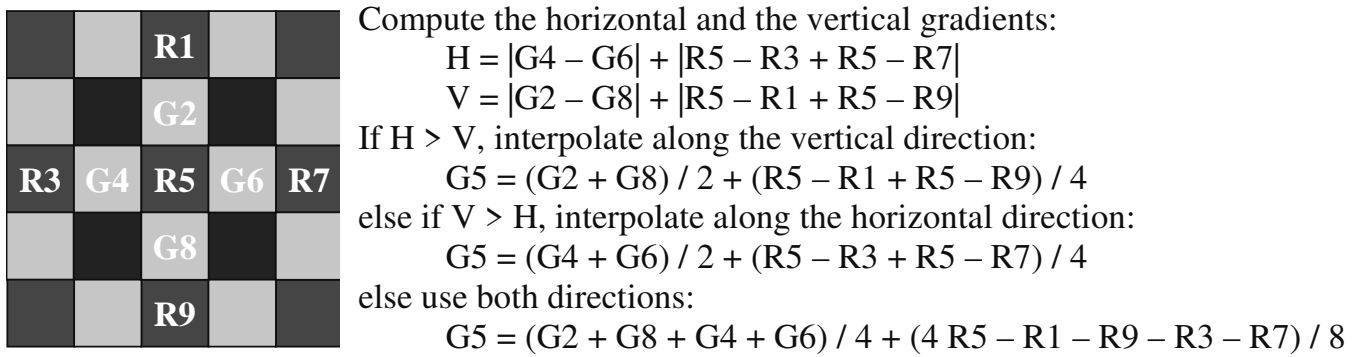 R1
G2
R3 G4 R5 G6 R7
G8
R9
Compute the horizontal and the vertical gradients:
H = |G4 – G6| + |R5 – R3 + R5 – R7|
V = |G2 – G8| + |R5 – R1 + R5 – R9|
If H > V, interpolate along the vertical direction:
G5 = (G2 + G8) / 2 + (R5 – R1 + R5 – R9) / 4
else if V > H, interpolate along the horizontal direction:
G5 = (G4 + G6) / 2 + (R5 – R3 + R5 – R7) / 4
else use both directions:
G5 = (G2 + G8 + G4 + G6) / 4 + (4 R5 – R1 – R9 – R3 – R7) / 8